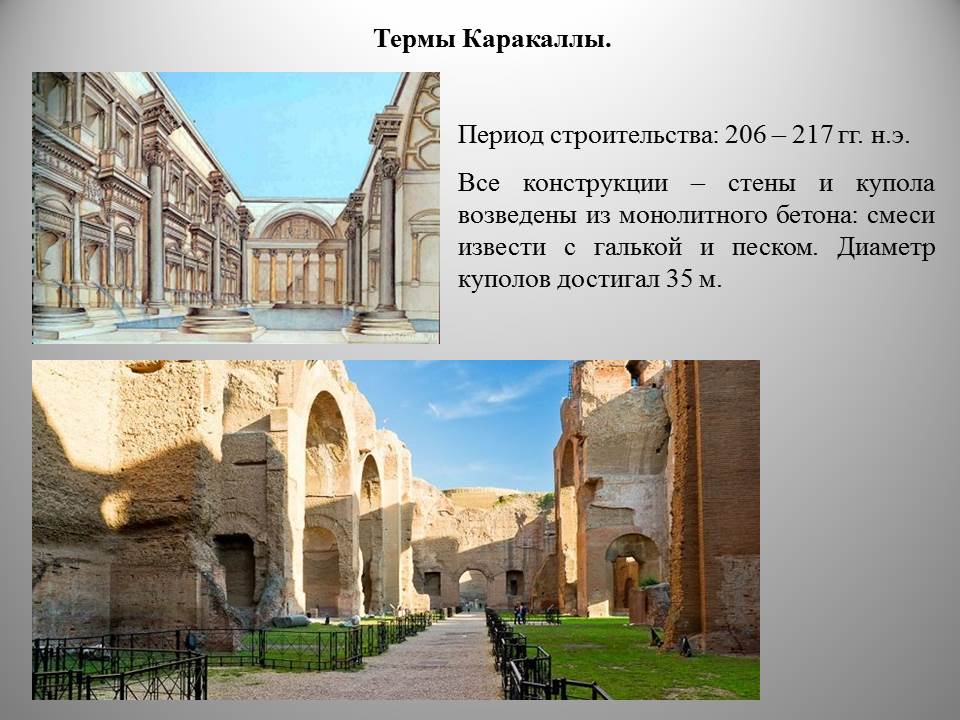 Термы Каракаллы.
Период строительства: 206 – 217 гг. н.э.
Все конструкции – стены и купола
возведены из монолитного бетона: смеси
извести с галькой и песком. Диаметр
куполов достигал 35 м.